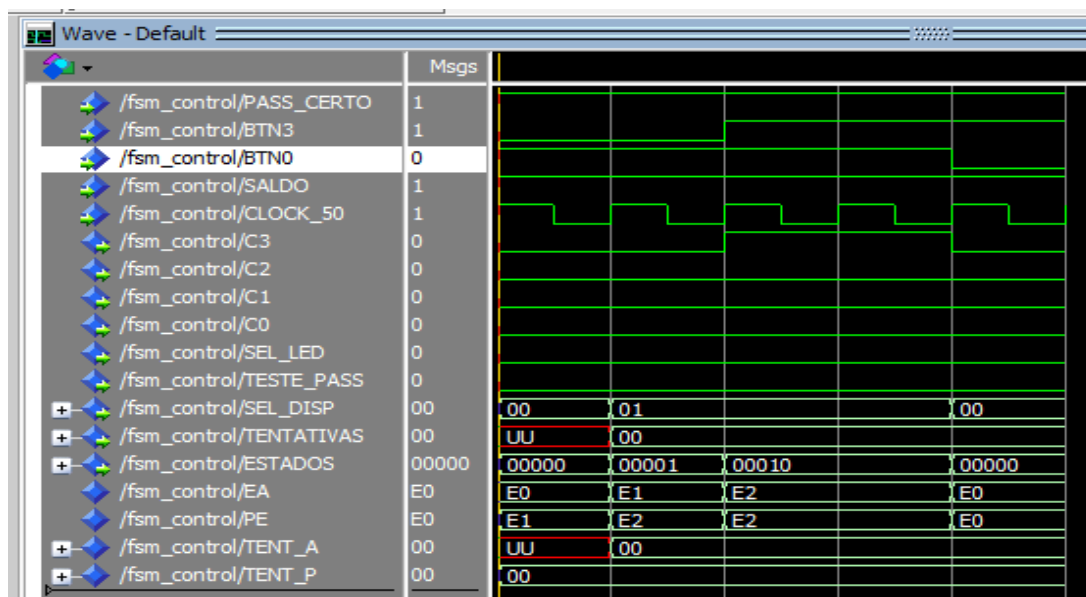 Wave - Default
Msgs
/fsm_control/PASS_CERTO 1
/fsm_control/BTN3 1
/fsm_control/BTN0 0
/fsm_control/SALDO 1
/fsm_control/CLOCK_50 1
/fsm_control/C3 0
/fsm_control/C2 0
/fsm_control/C1 0
/fsm_control/C0 0
/fsm_control/SEL_LED 0
/fsm_control/TESTE_PASS 0
/fsm_control/SEL_DISP 00 00 01 00
/fsm_control/TENTATIVAS 00 UU 00
/fsm_control/ESTADOS 00000 00000 00001 00010 00000
/fsm_control/EA E0 E0 E1 E2 E0
/fsm_control/PE E0 E1 E2 E2 E0
/fsm_control/TENT_A 00 UU 00
/fsm_control/TENT_P 00 00